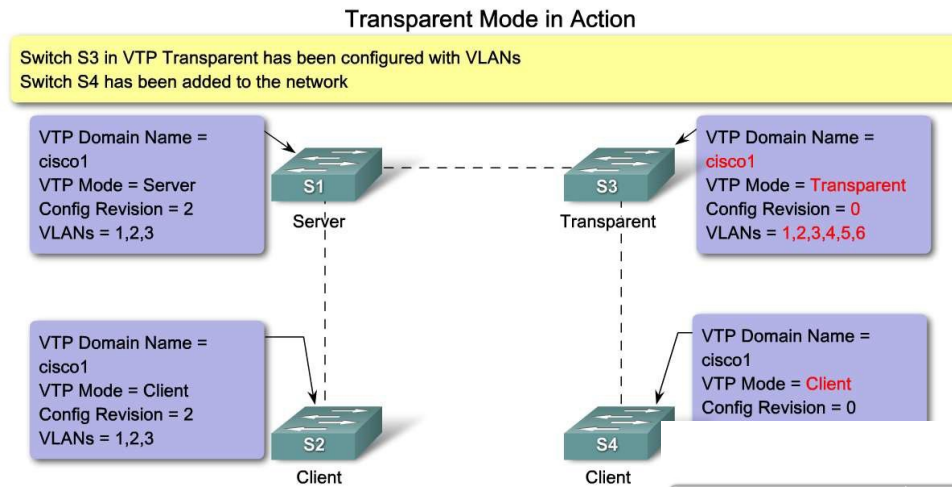 Transparent Mode in Action
Switch S3 in VTP Transparent has been configured with VLANs
Switch S4 has been added to the network
VTP Domain Name =
cisco1
VTP Mode = Server
Config Revision = 2
VLANs = 1,2,3
S1
Server
S3
Transparent
VTP Domain Name =
cisco1
VTP Mode = Transparent
Config Revision = 0
VLANs = 1,2,3,4,5,6
VTP Domain Name =
cisco1
VTP Mode = Client
Config Revision = 2
VLANs = 1,2,3
S2
Client
S4
Client
VTP Domain Name =
cisco1
VTP Mode = Client
Config Revision = 0